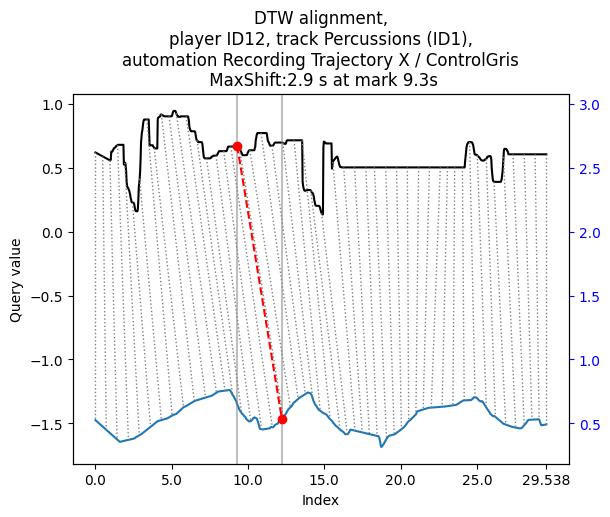 DTW alignment,
player ID12, track Percussions (ID1),
automation Recording Trajectory X / ControlGris
MaxShift:2.9 s at mark 9.3s
1.0
0.5
0.0
−0.5
−1.0
−1.5
Query value
3.0
2.5
2.0
1.5
1.0
0.5
0.0 5.0 10.0 15.0 20.0 25.0 29.538
Index